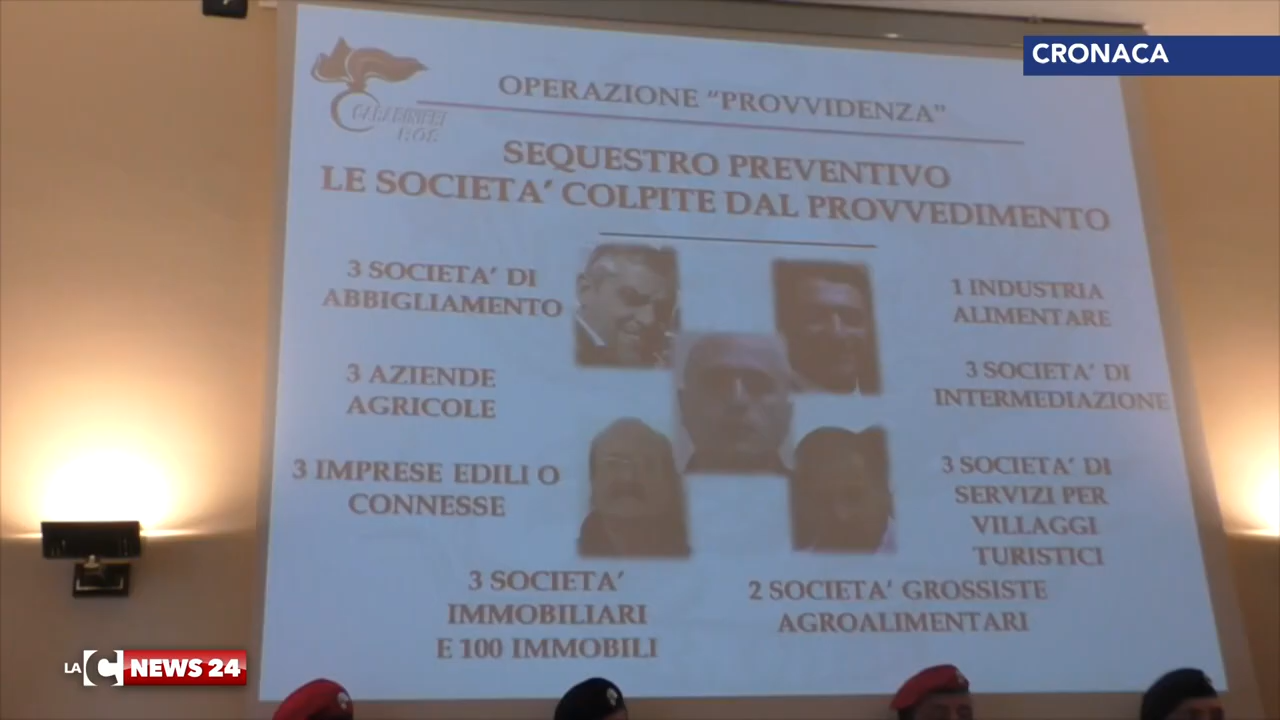 CRONACA
CARABINIERI
R.O.S.
OPERAZIONE "PROVVIDENZA"
SEQUESTRO PREVENTIVO
LE SOCIETA' COLPITE DAL PROVVEDIMENTO
3 SOCIETA' DI
ABBIGLIAMENTO
1 INDUSTRIA
ALIMENTARE
3 AZIENDE
AGRICOLE
3 SOCIETA' DI
INTERMEDIAZIONE
3 IMPRESE EDILI O
CONNESSE
3 SOCIETA' DI
SERVIZI PER
VILLAGGI
TURISTICI
3 SOCIETA'
IMMOBILIARI
E 100 IMMOBILI
2 SOCIETA' GROSSISTE
AGROALIMENTARI
LA C NEWS 24